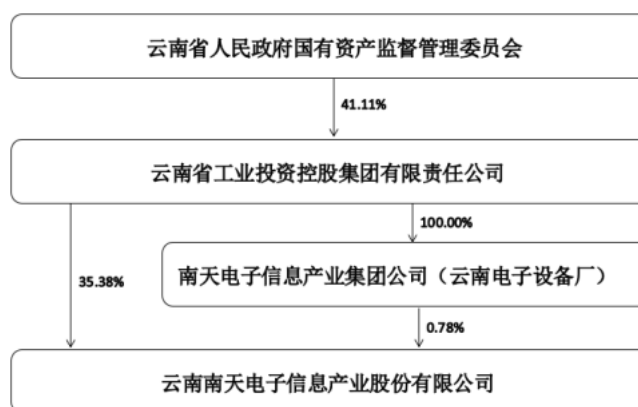 云南省人民政府国有资产监督管理委员会
41.11%
云南省工业投资控股集团有限责任公司
100.00%
南天电子信息产业集团公司（云南电子设备厂）
35.38%
0.78%
云南南天电子信息产业股份有限公司